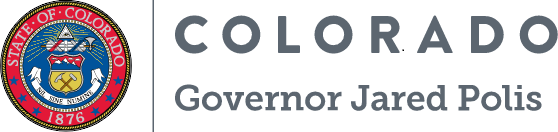 STATE · OF · COLORADO
NIL SINE NUMINE
1876
COLORADO
Governor Jared Polis